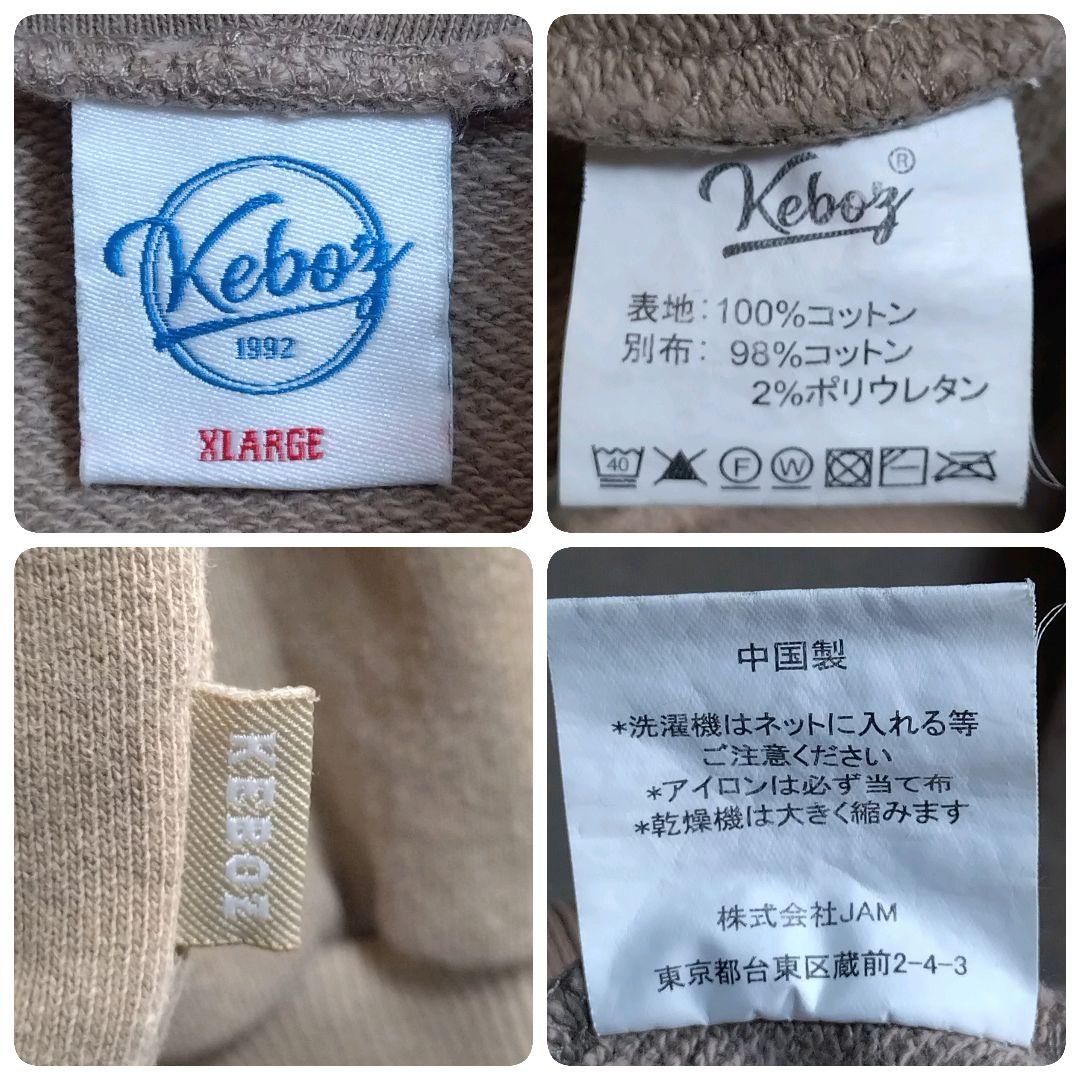 Keboz
1992
XLARGE
Keboz®
表地:100%コットン
別布:98%コットン
2%ポリウレタン
40
F W
KEBOZ
中国製
*洗濯機はネットに入れる等
ご注意ください
*アイロンは必ず当て布
*乾燥機は大きく縮みます
株式会社JAM
東京都台東区蔵前2-4-3